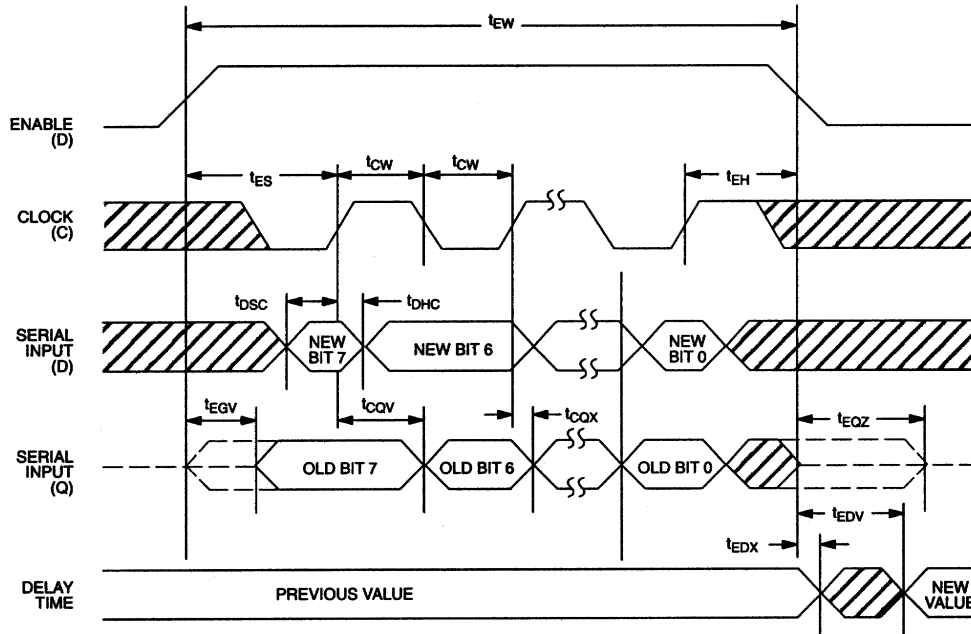 tEW
ENABLE
(D)
tES
tCW
tCW
tEH
CLOCK
(C)
tDSC
tDHC
SERIAL
INPUT
(D)
NEW
BIT 7
NEW BIT 6
NEW
BIT 0
tEGV
tCQV
tCQX
tEQZ
SERIAL
INPUT
(Q)
OLD BIT 7
OLD BIT 6
OLD BIT 0
tEDV
tEDX
DELAY
TIME
PREVIOUS VALUE
NEW
VALUE